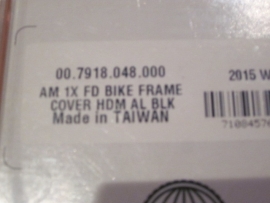 00.7918.048.000
2015 W
AM 1X FD BIKE FRAME
COVER HDM AL BLK
Made in TAIWAN